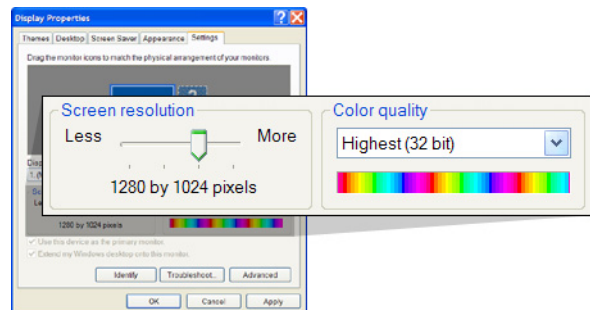 Display Properties
Themes Desktop Screen Saver Appearance Settings
Drag the monitor icons to match the physical arrangement of your monitors.
2
Screen resolution
Less More
1280 by 1024 pixels
Color quality
Highest (32 bit)
1280 by 1024 pixels
Use this device as the primary monitor.
Extend my Windows desktop onto this monitor.
Identify Troubleshoot... Advanced
OK Cancel Apply